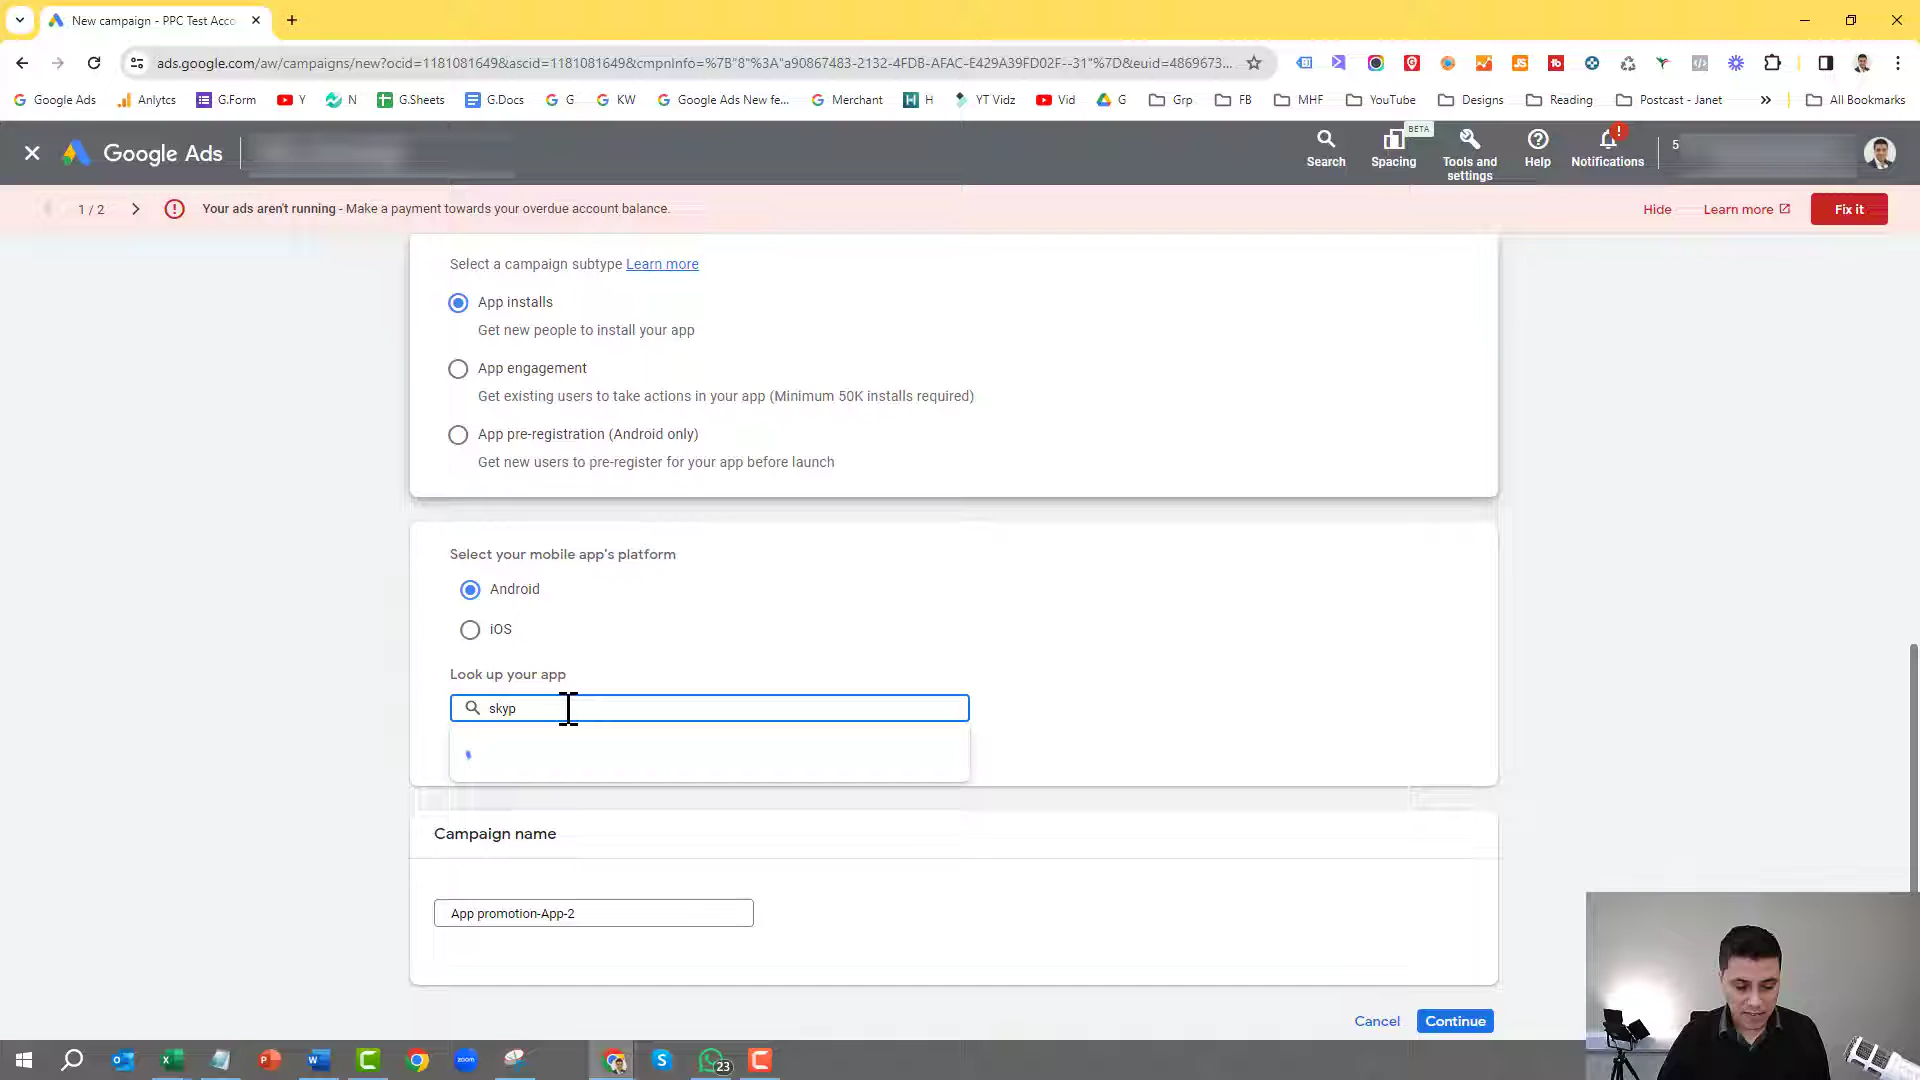 New campaign - PPC Test Acco
ads.google.com/aw/campaigns/new?ocid=1181081649&ascid=1181081649&cmpnInfo=%7B"8"%3A"a90867483-2132-4FDB-AFAC-E429A39FD02F--31"%7D&euid=4869673...
Google Ads
Anlytcs
G.Form
Y
N
G.Sheets
G.Docs
G
KW
Google Ads New fe...
Merchant
H
YT Vidz
Vid
G
Grp
FB
MHF
YouTube
Designs
Reading
Postcast - Janet
All Bookmarks
Google Ads
Search
BETA
Spacing
Tools and
settings
Help
Notifications
5
1 / 2
Your ads aren't running - Make a payment towards your overdue account balance.
Hide
Learn more
Fix it
Select a campaign subtype Learn more
App installs
Get new people to install your app
App engagement
Get existing users to take actions in your app (Minimum 50K installs required)
App pre-registration (Android only)
Get new users to pre-register for your app before launch
Select your mobile app's platform
Android
iOS
Look up your app
skyp
Campaign name
App promotion-App-2
Cancel
Continue
zoom
23